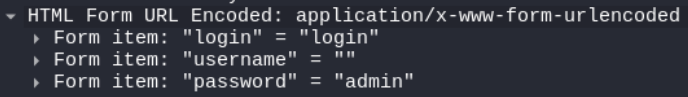 HTML Form URL Encoded: application/x-www-form-urlencoded
Form item: "login" = "login"
Form item: "username" = ""
Form item: "password" = "admin"